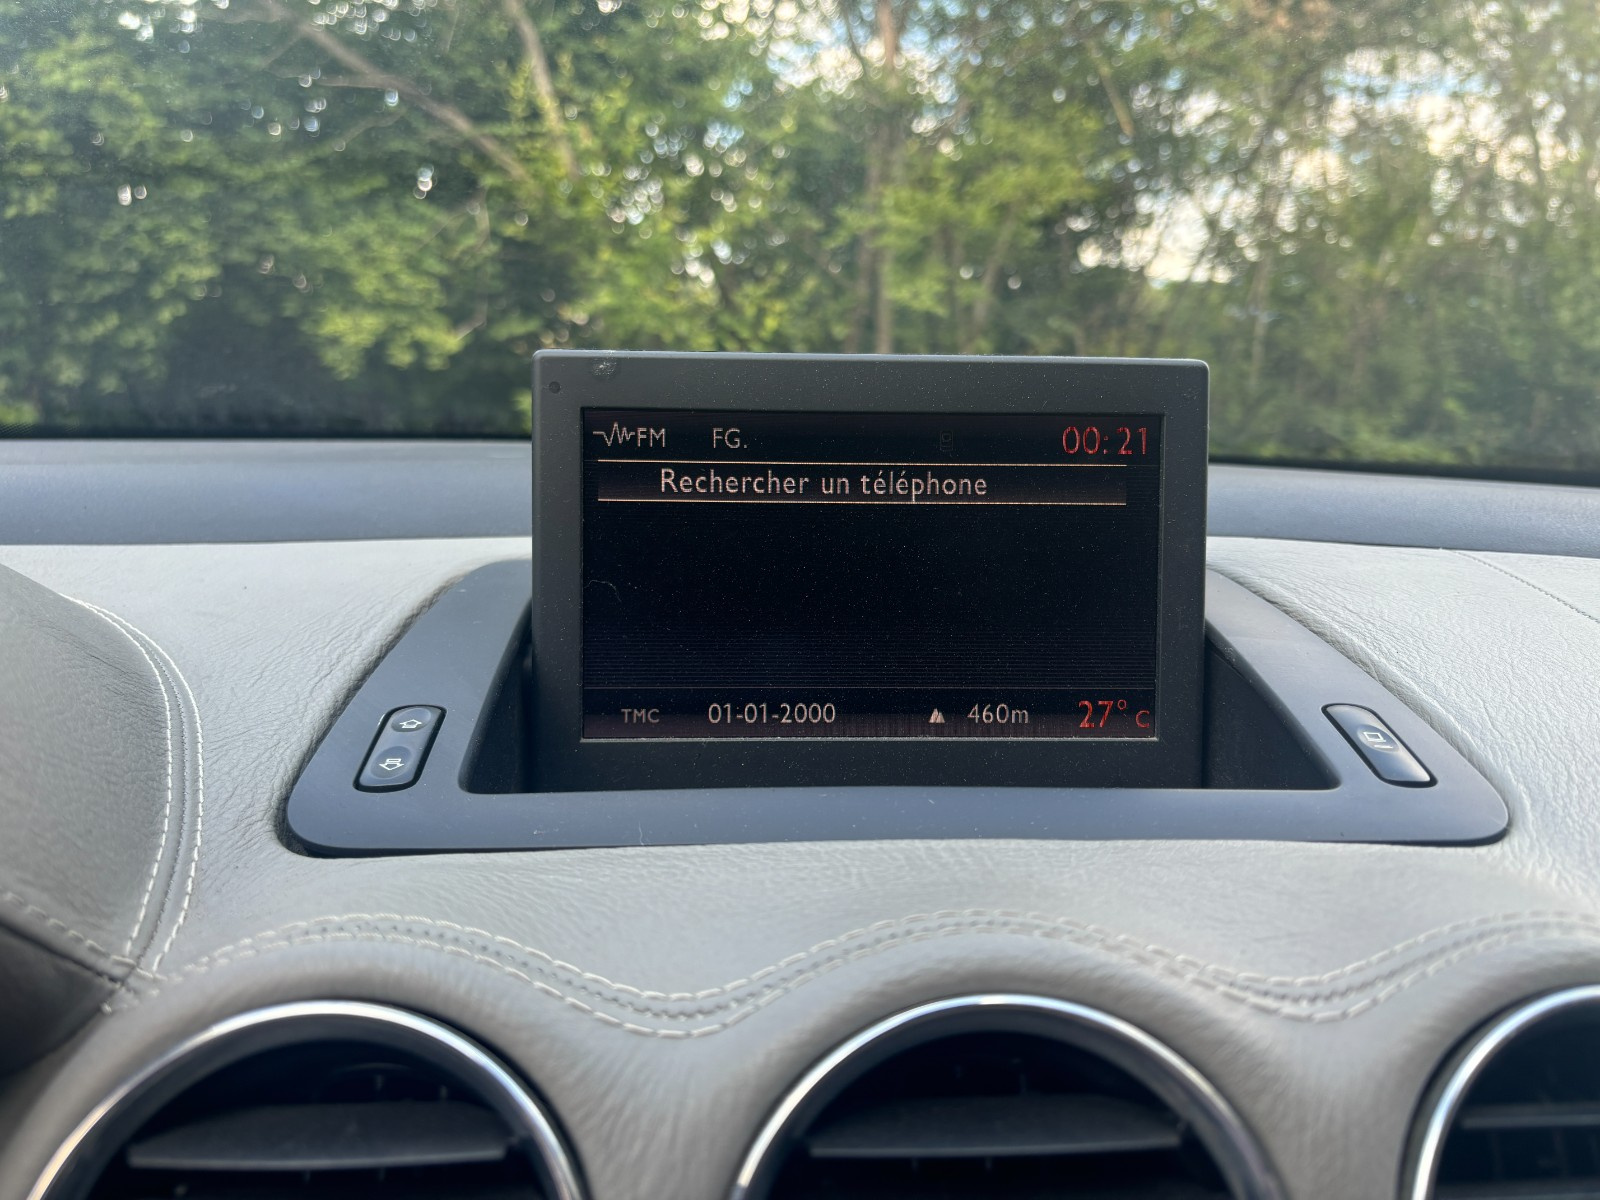 FM FG. 00:21
Rechercher un téléphone
TMC 01-01-2000 460m 27° C